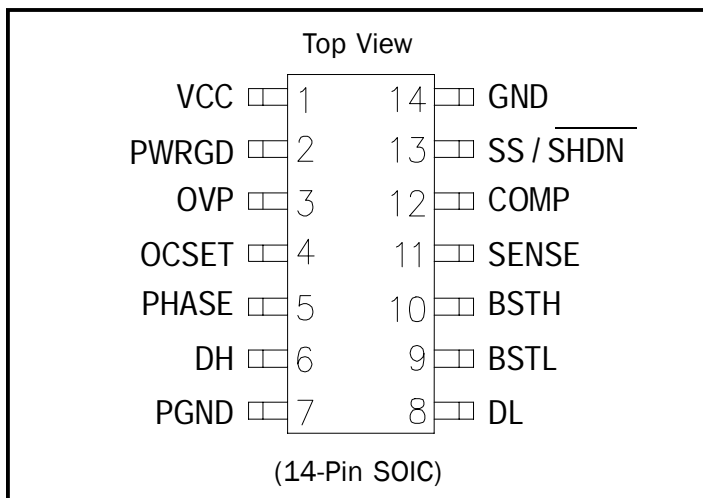 Top View
VCC 1 14 GND
PWRGD 2 13 SS / SHDN
OVP 3 12 COMP
OCSET 4 11 SENSE
PHASE 5 10 BSTH
DH 6 9 BSTL
PGND 7 8 DL
(14-Pin SOIC)